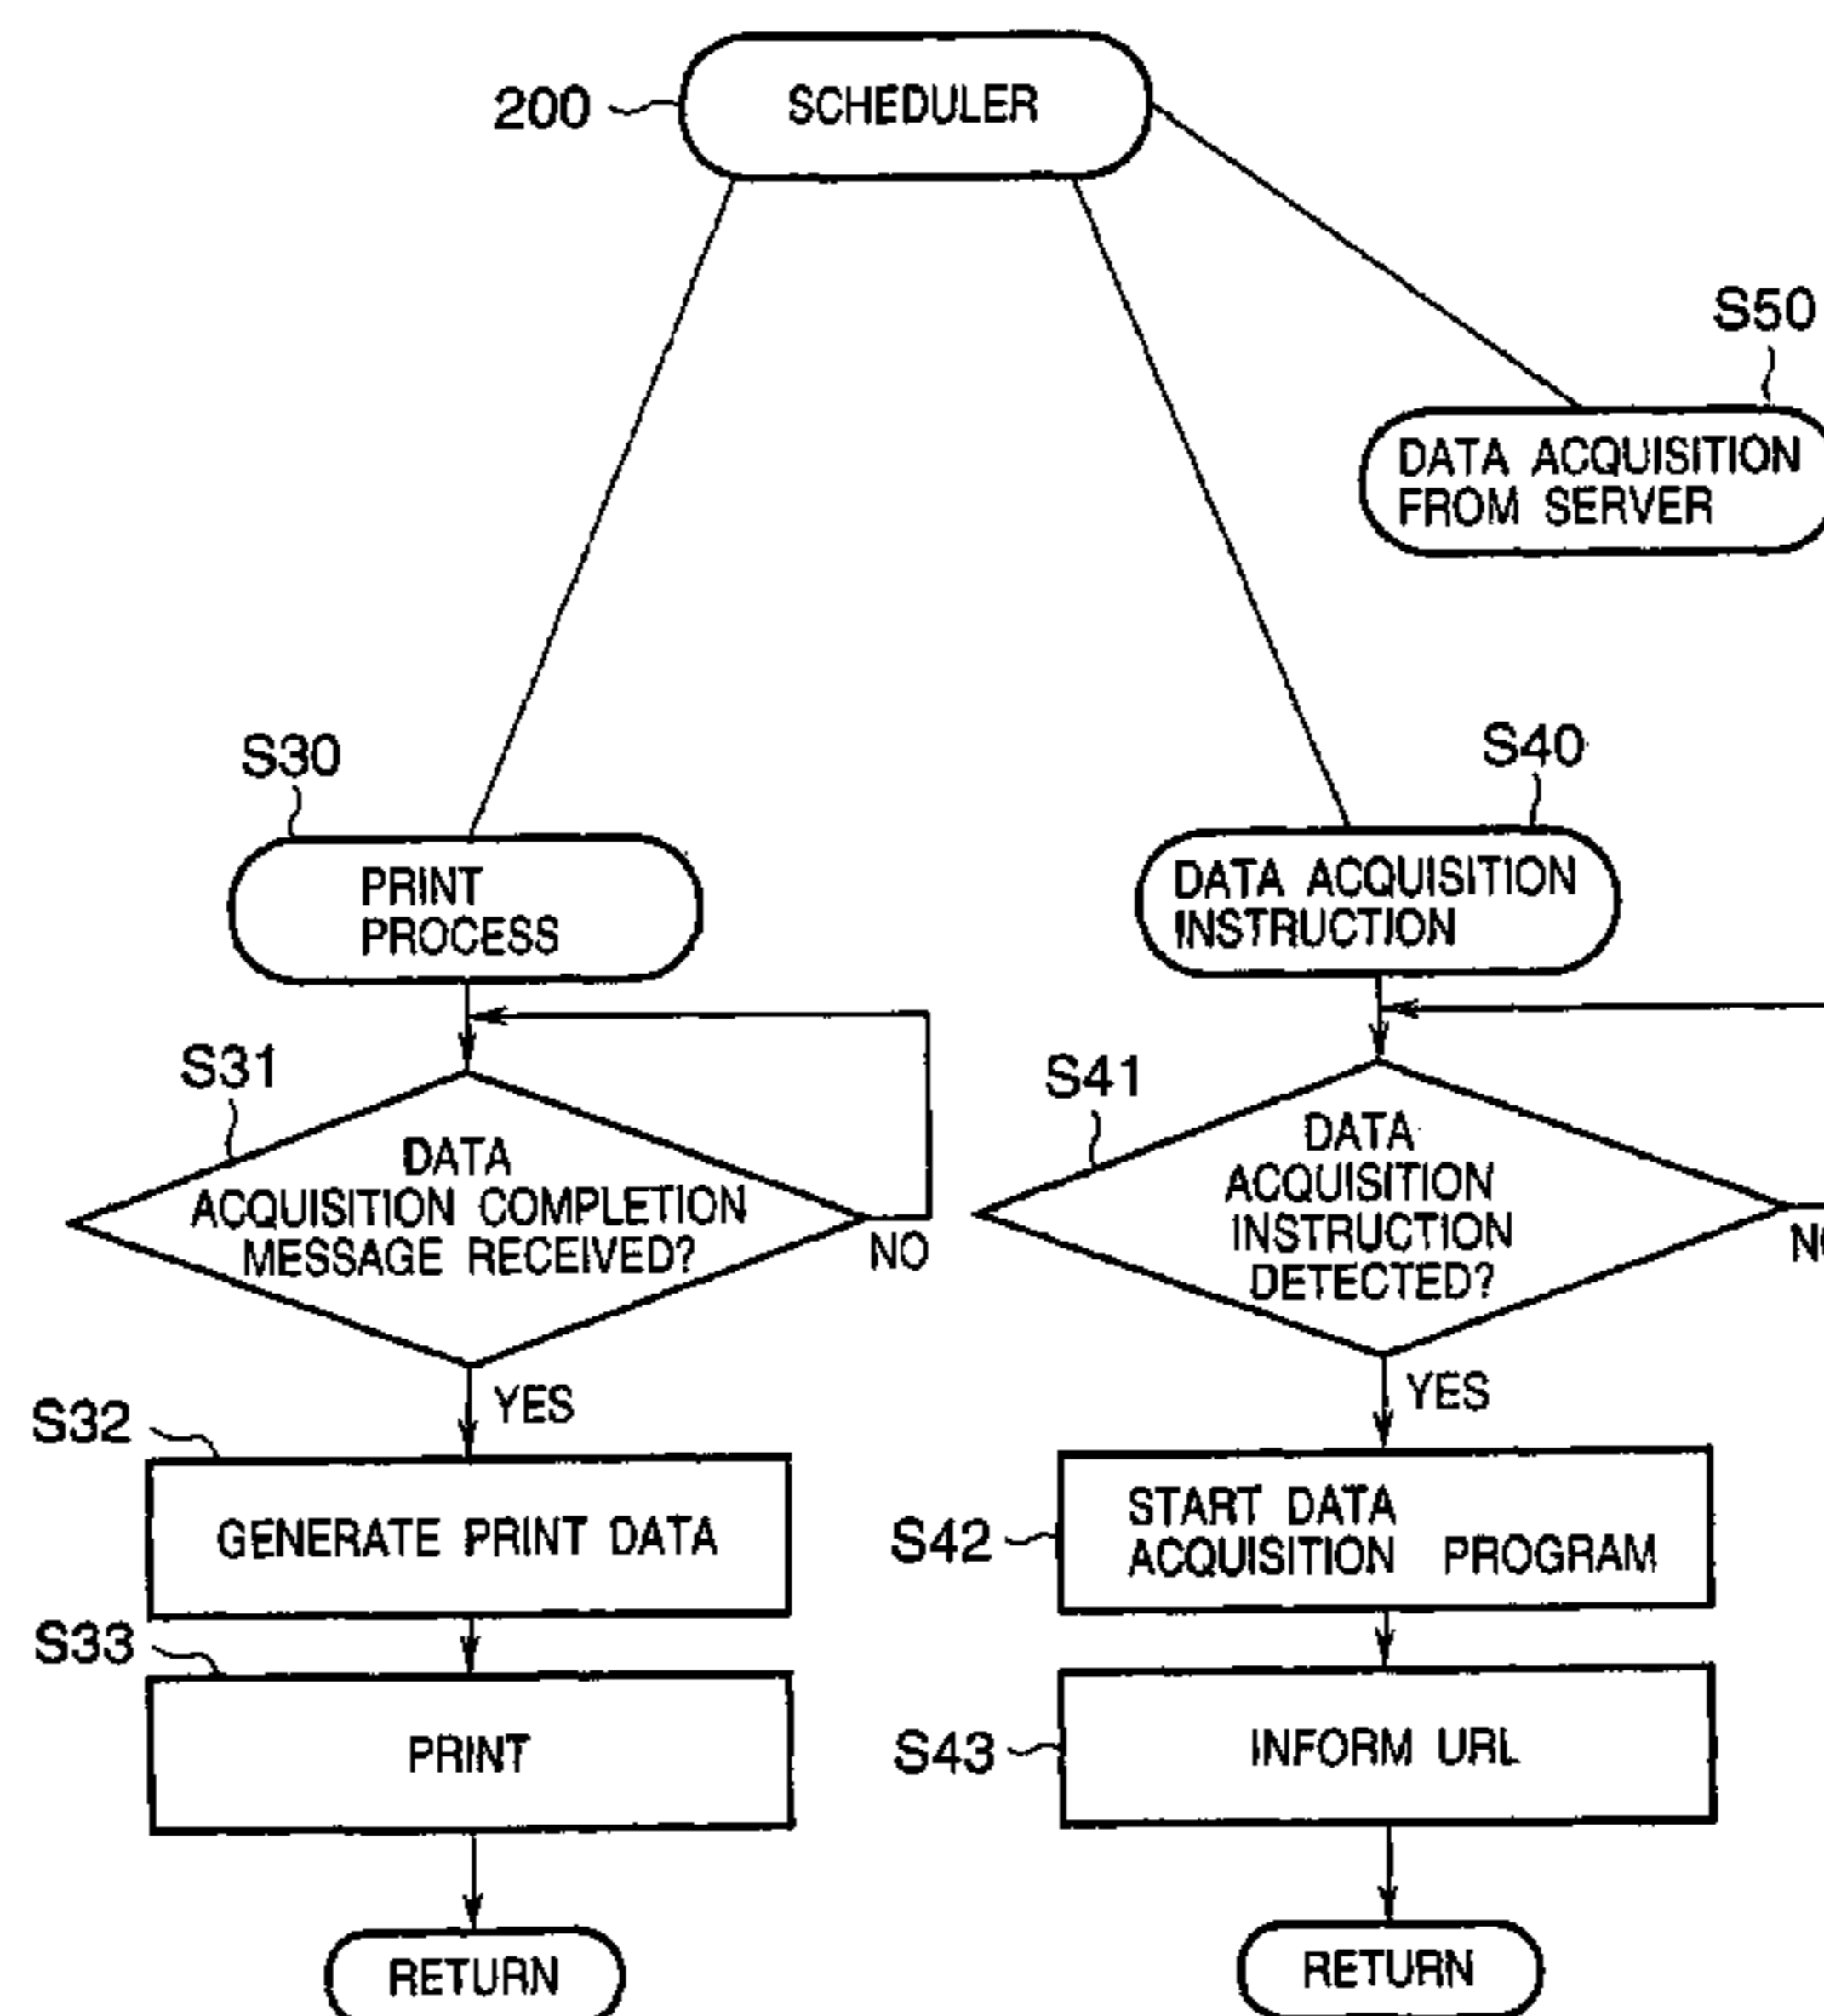 200
SCHEDULER
S50
DATA ACQUISITION
FROM SERVER
S30
PRINT
PROCESS
S40
DATA ACQUISITION
INSTRUCTION
S31
DATA
ACQUISITION COMPLETION
MESSAGE RECEIVED?
NO
S41
DATA
ACQUISITION
INSTRUCTION
DETECTED?
NO
YES
YES
S32
GENERATE PRINT DATA
S42
START DATA
ACQUISITION PROGRAM
S33
PRINT
S43
INFORM URL
RETURN
RETURN